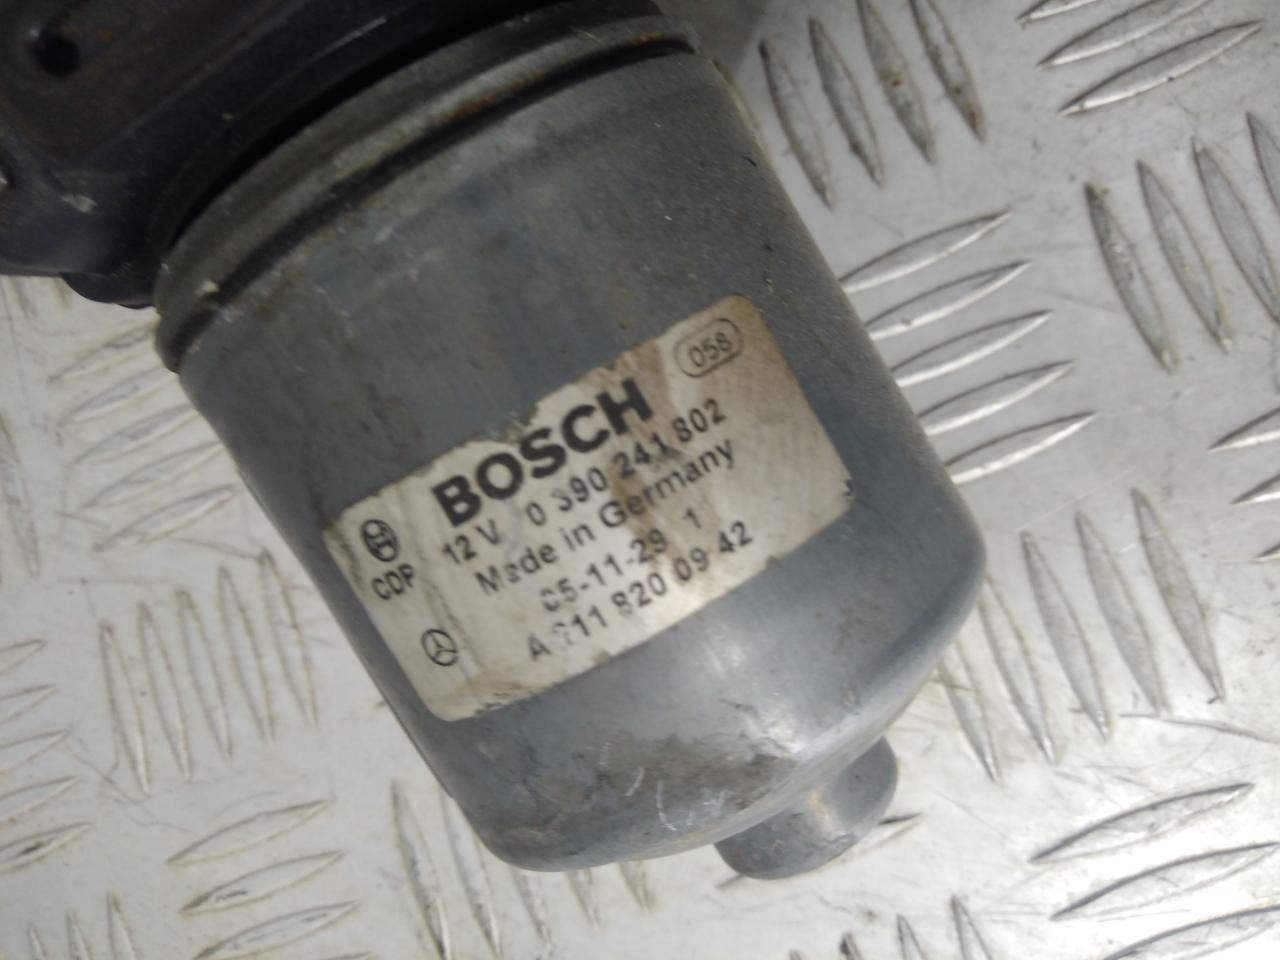 058
BOSCH
12 V 0 390 241 802
CDP
Made in Germany
05-11-29 1
A 211 820 09 42